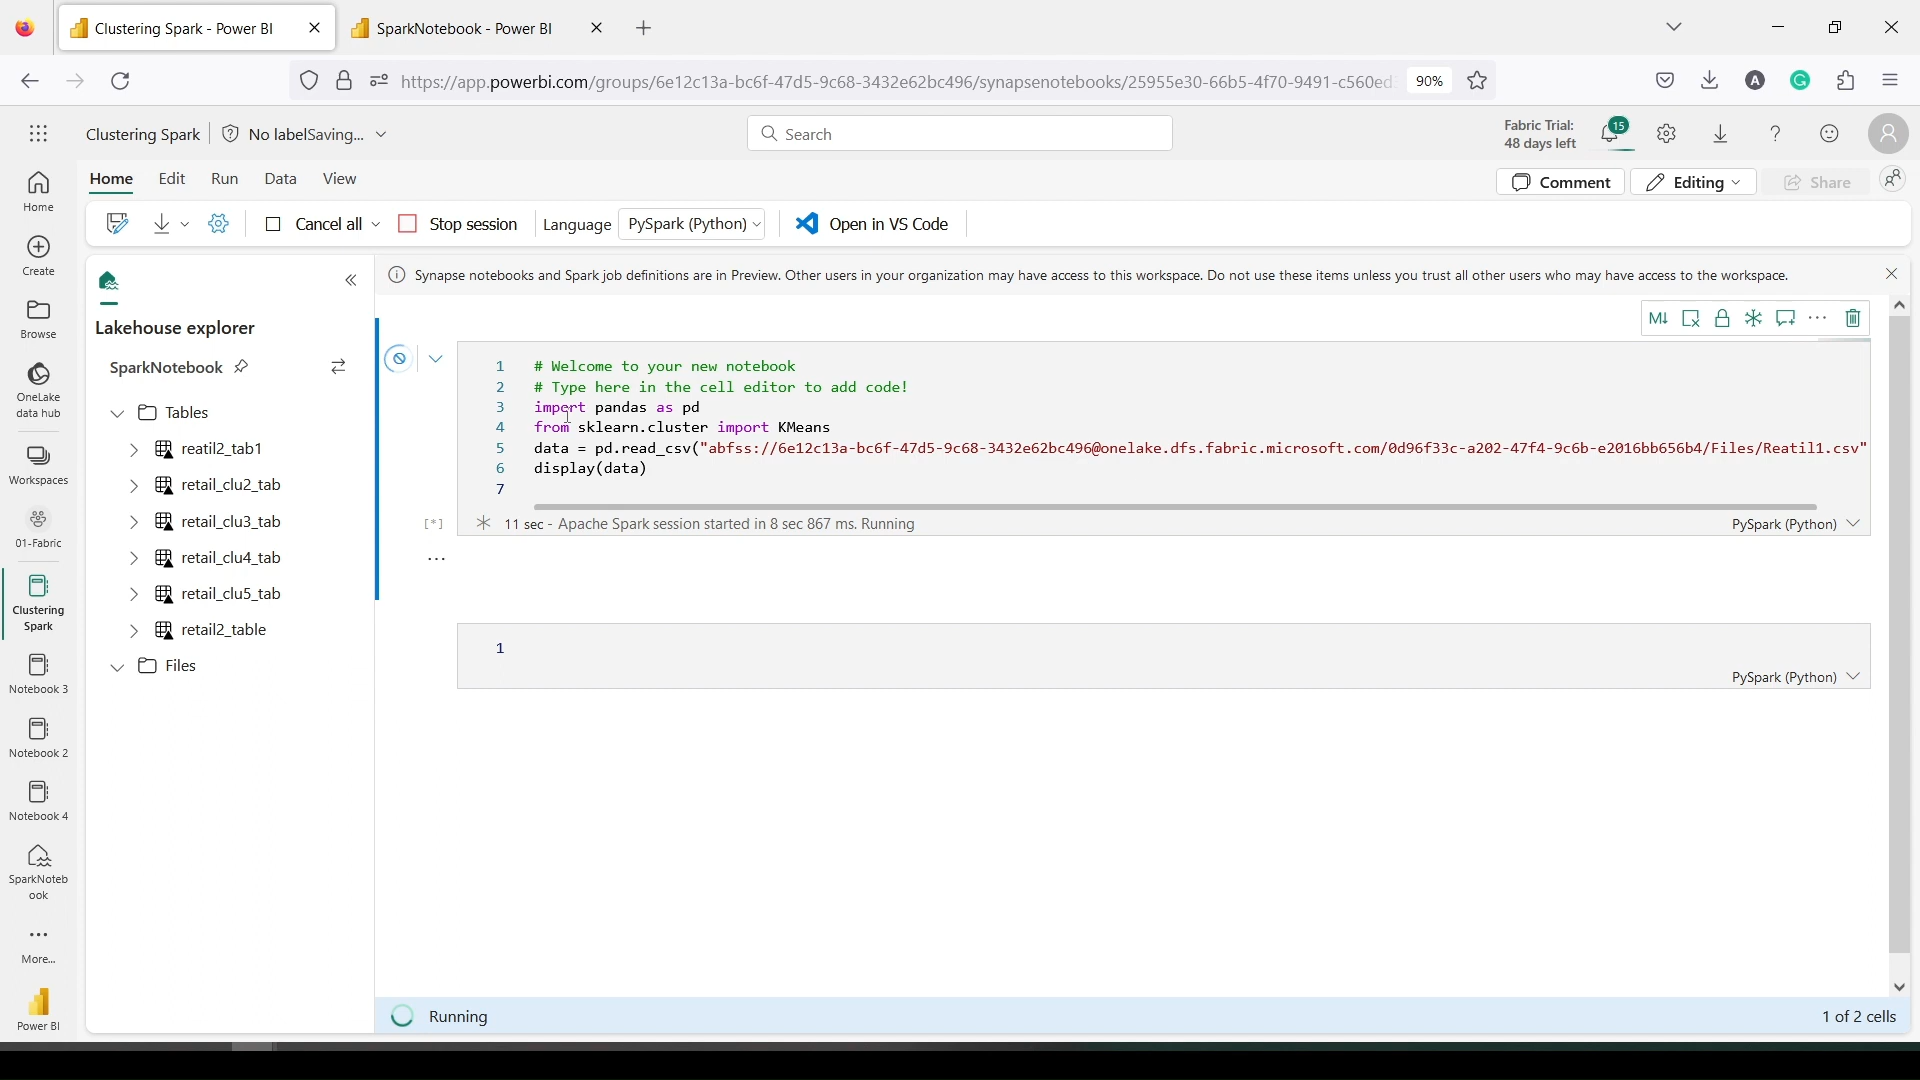 Clustering Spark - Power BI
SparkNotebook - Power BI
https://app.powerbi.com/groups/6e12c13a-bc6f-47d5-9c68-3432e62bc496/synapsenotebooks/25955e30-66b5-4f70-9491-c560ed
90%
A
G
Clustering Spark
No label
Saving...
Search
Fabric Trial:
48 days left
15
?
Home
Edit
Run
Data
View
Comment
Editing
Share
Cancel all
Stop session
Language
PySpark (Python)
Open in VS Code
Home
Create
Browse
OneLake
data hub
Workspaces
01-Fabric
Clustering
Spark
Notebook 3
Notebook 2
Notebook 4
SparkNoteb
ook
More...
Power BI
Lakehouse explorer
SparkNotebook
Tables
reatil2_tab1
retail_clu2_tab
retail_clu3_tab
retail_clu4_tab
retail_clu5_tab
retail2_table
Files
Synapse notebooks and Spark job definitions are in Preview. Other users in your organization may have access to this workspace. Do not use these items unless you trust all other users who may have access to the workspace.
M↓
1 # Welcome to your new notebook
2 # Type here in the cell editor to add code!
3 import pandas as pd
4 from sklearn.cluster import KMeans
5 data = pd.read_csv("abfss://6e12c13a-bc6f-47d5-9c68-3432e62bc496@onelake.dfs.fabric.microsoft.com/0d96f33c-a202-47f4-9c6b-e2016bb656b4/Files/Reatil1.csv"
6 display(data)
7
[*]
11 sec - Apache Spark session started in 8 sec 867 ms. Running
PySpark (Python)
1
PySpark (Python)
Running
1 of 2 cells